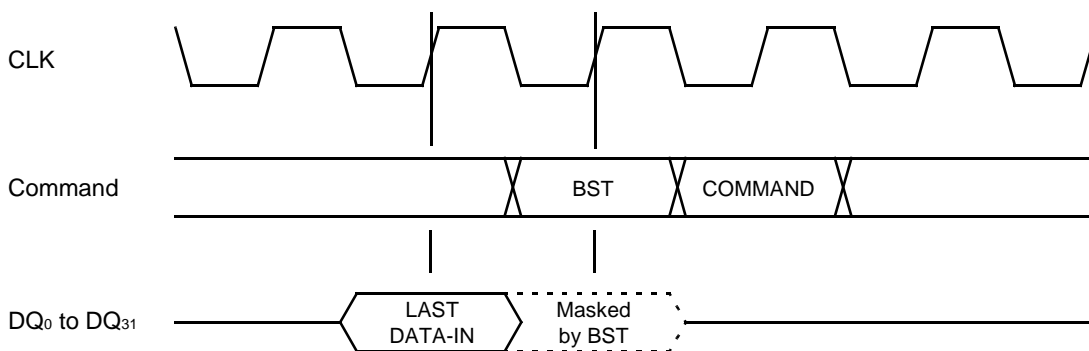 CLK
Command
BST
COMMAND
DQ0 to DQ31
LAST
DATA-IN
Masked
by BST